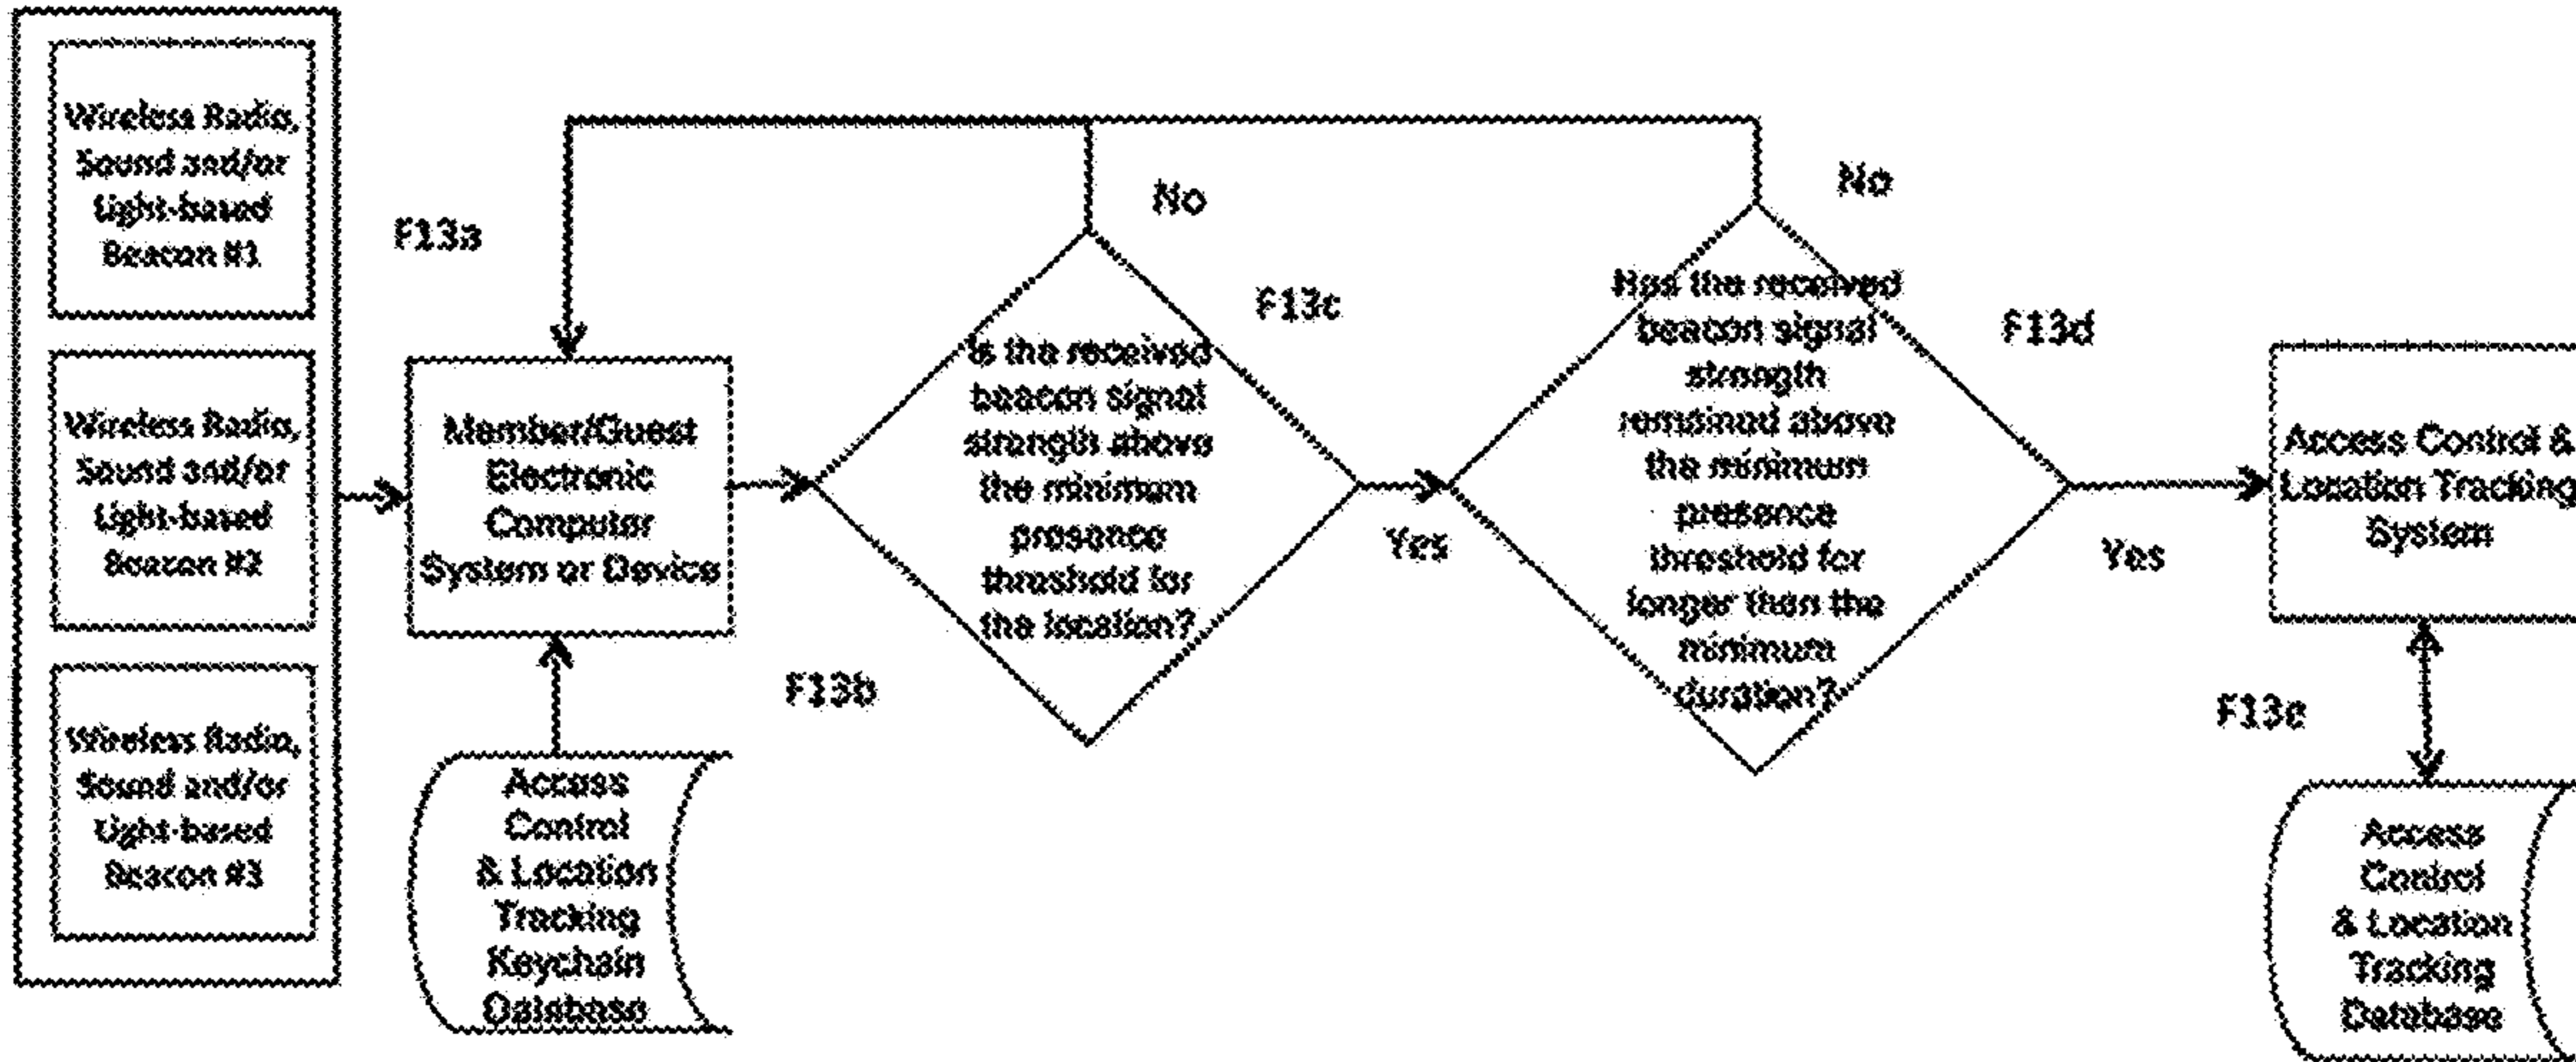 Wireless Radio,
Sound and/or
Light-based
Beacon #1
Wireless Radio,
Sound and/or
Light-based
Beacon #2
Wireless Radio,
Sound and/or
Light-based
Beacon #3
F13a
Member/Guest
Electronic
Computer
System or Device
Access
Control
& Location
Tracking
Keychain
Database
F13b
No
Is the received
beacon signal
strength above
the minimum
presence
threshold for
the location?
F13c
Yes
No
Has the received
beacon signal
strength
remained above
the minimum
presence
threshold for
longer than the
minimum
duration?
F13d
Yes
Access Control &
Location Tracking
System
F13e
Access
Control
& Location
Tracking
Database